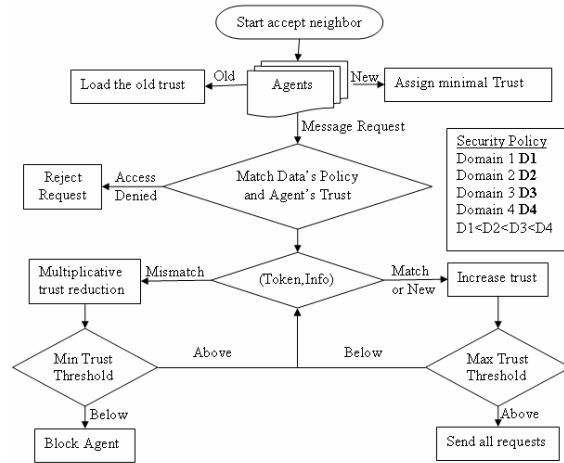 Start accept neighbor
Load the old trust
Old
Agents
New
Assign minimal Trust
Message Request
Security Policy
Domain 1 D1
Domain 2 D2
Domain 3 D3
Domain 4 D4
D1<D2<D3<D4
Reject
Request
Access
Denied
Match Data's Policy
and Agent's Trust
Multiplicative
trust reduction
Mismatch
(Token,Info)
Match
or New
Increase trust
Min Trust
Threshold
Above
Below
Max Trust
Threshold
Below
Above
Block Agent
Send all requests